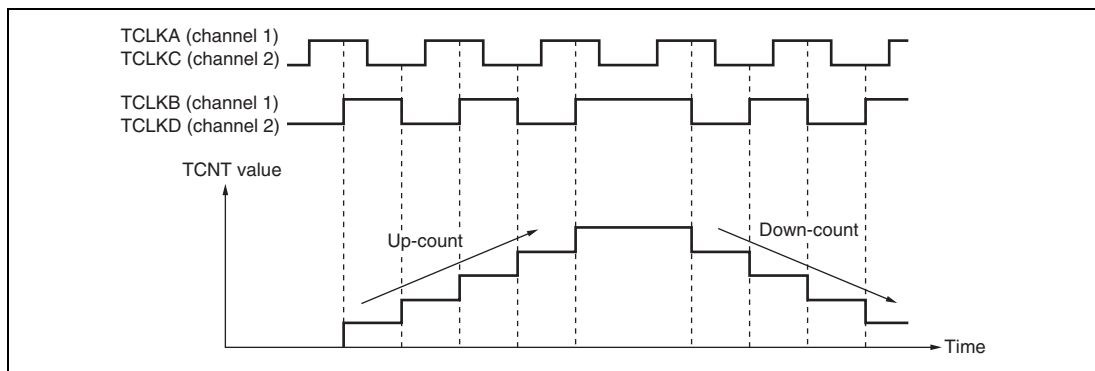 TCLKA (channel 1)
TCLKC (channel 2)
TCLKB (channel 1)
TCLKD (channel 2)
TCNT value
Up-count
Down-count
Time